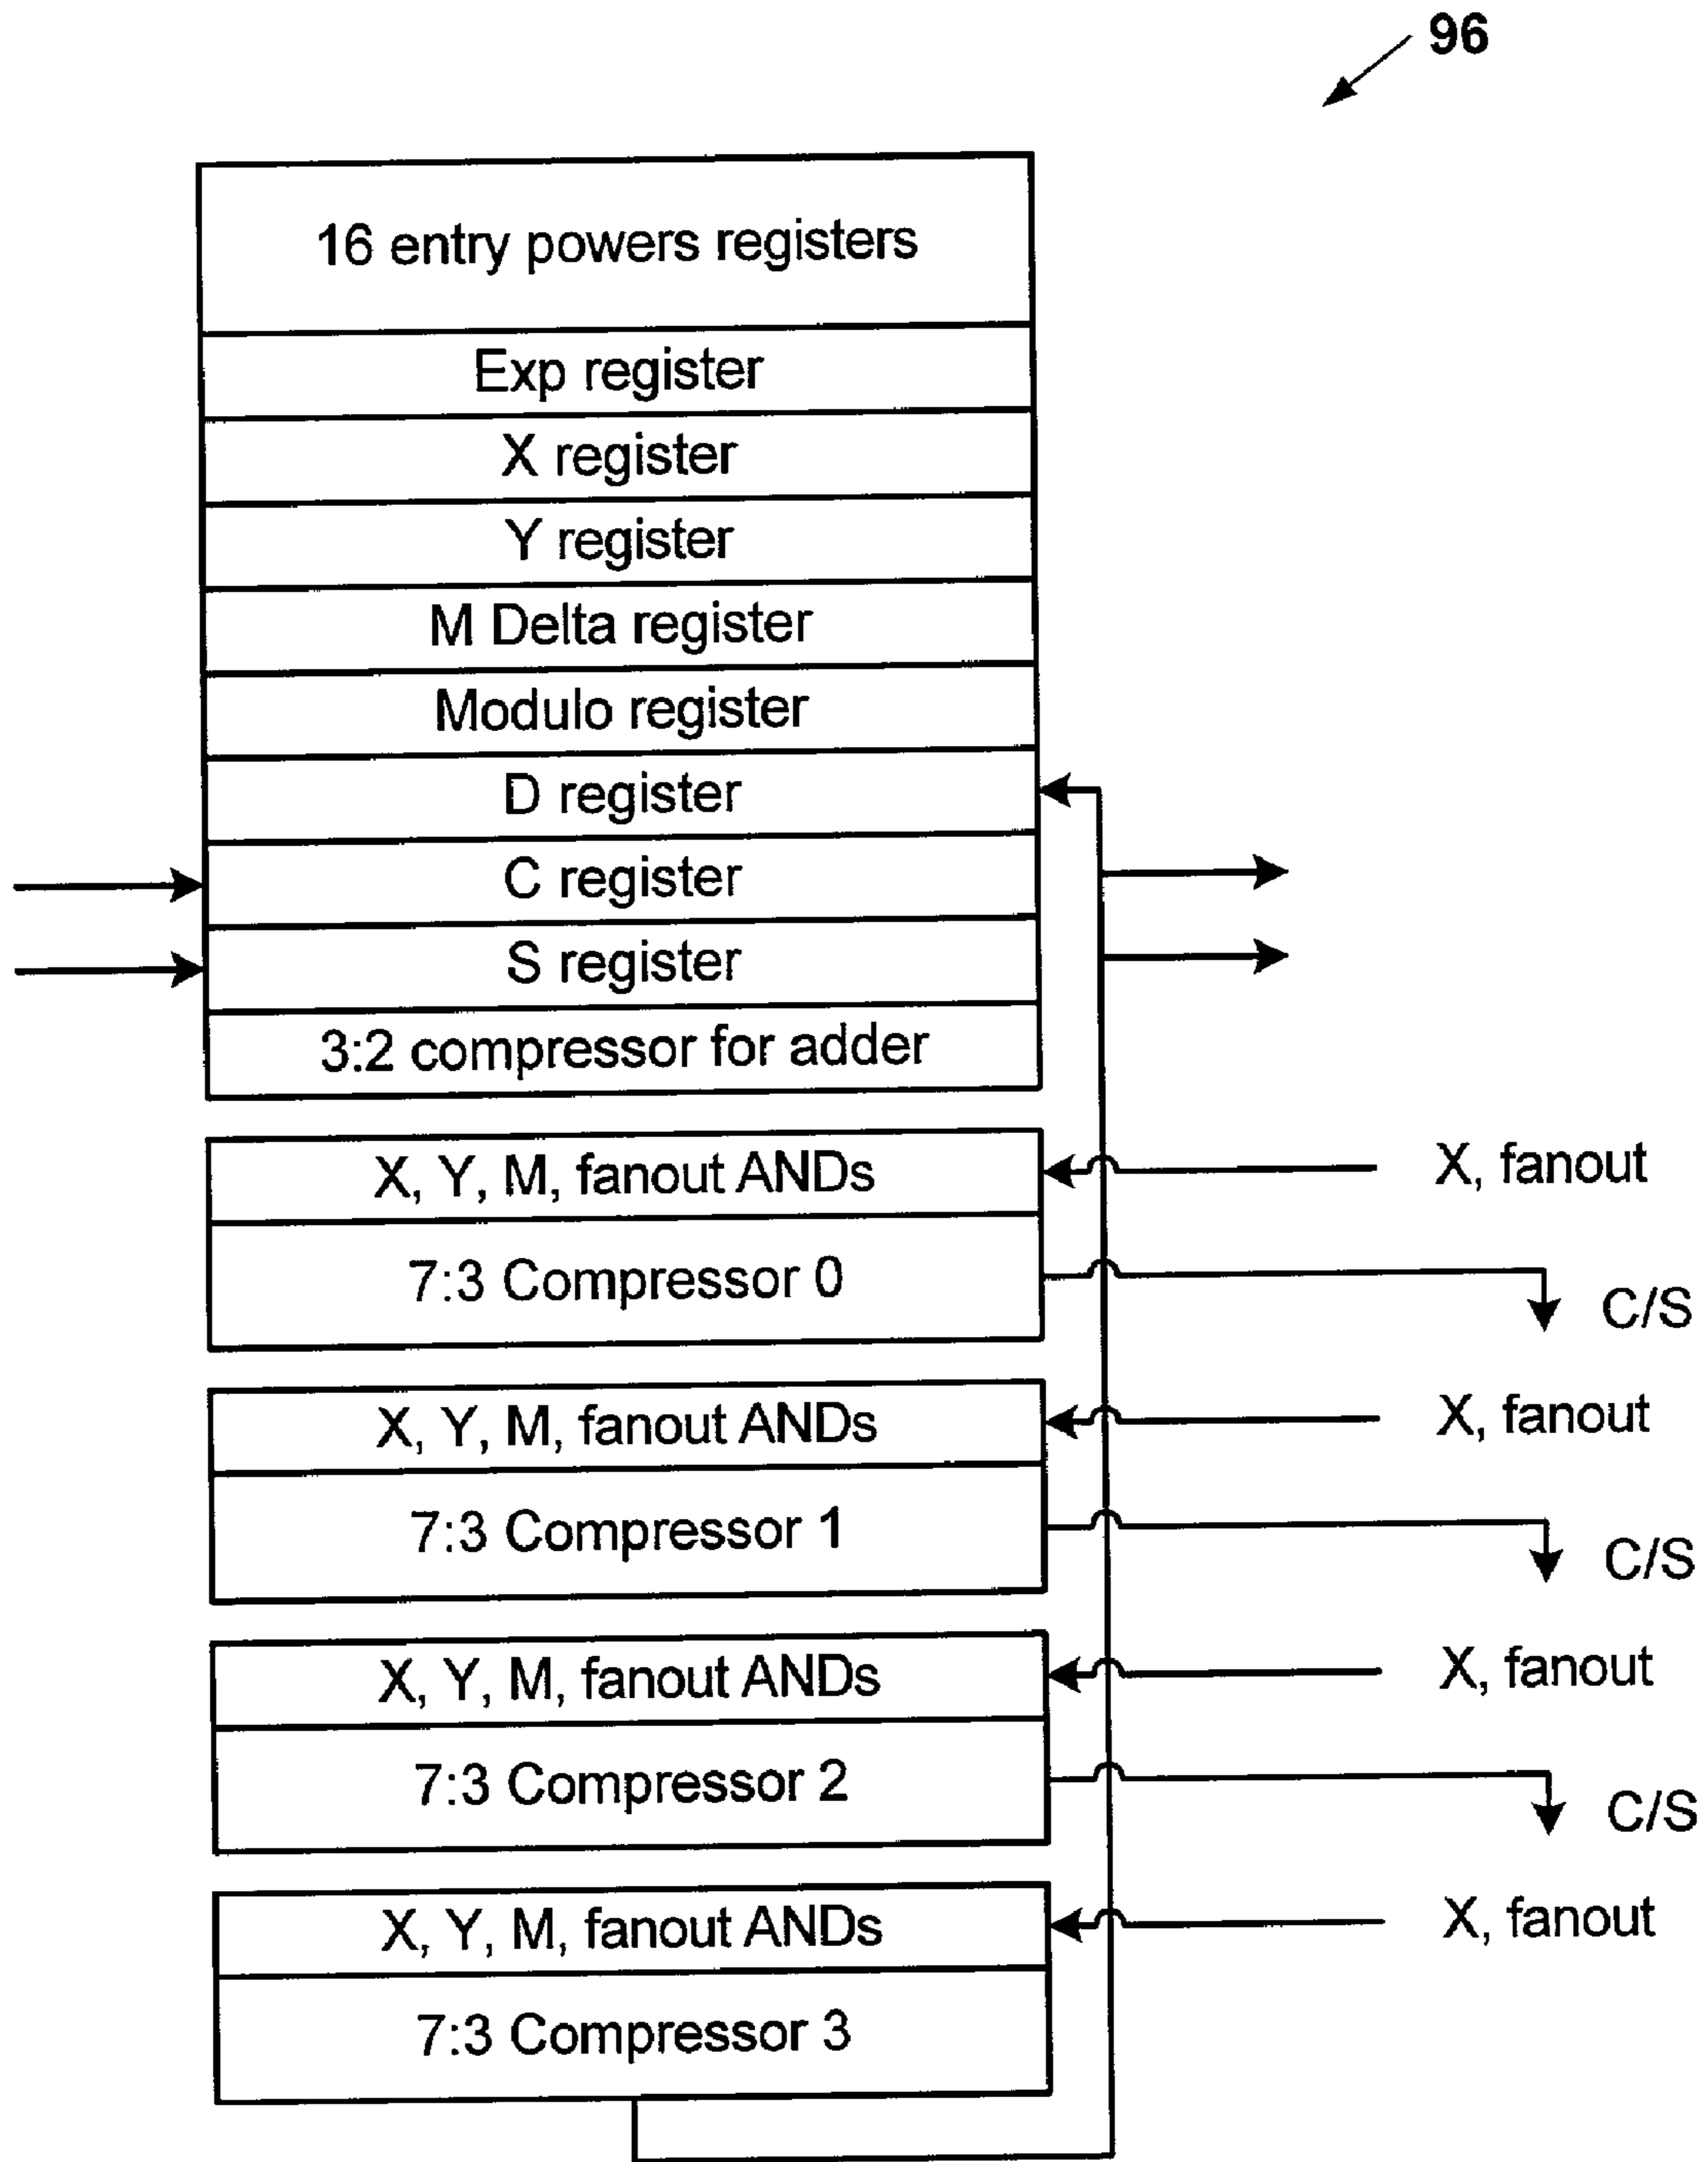 96
16 entry powers registers
Exp register
X register
Y register
M Delta register
Modulo register
D register
C register
S register
3:2 compressor for adder
X, Y, M, fanout ANDs
X, fanout
7:3 Compressor 0
C/S
X, Y, M, fanout ANDs
X, fanout
7:3 Compressor 1
C/S
X, Y, M, fanout ANDs
X, fanout
7:3 Compressor 2
C/S
X, Y, M, fanout ANDs
X, fanout
7:3 Compressor 3